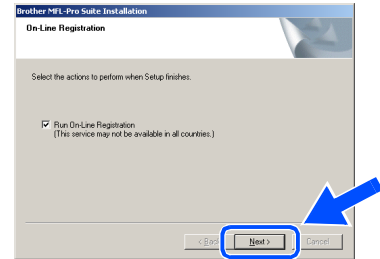 Brother MFL-Pro Suite Installation
On-Line Registration
Select the actions to perform when Setup finishes.
Run On-Line Registration
(This service may not be available in all countries.)
< Back Next > Cancel